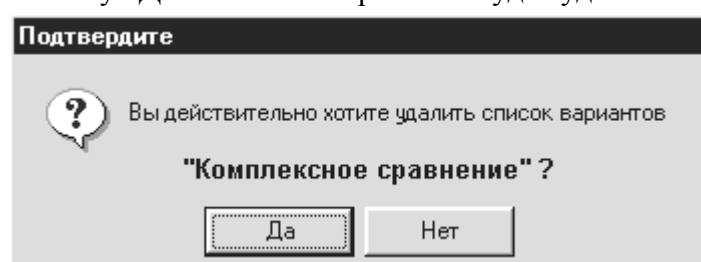 Подтвердите
?
Вы действительно хотите удалить список вариантов
"Комплексное сравнение" ?
Да
Нет